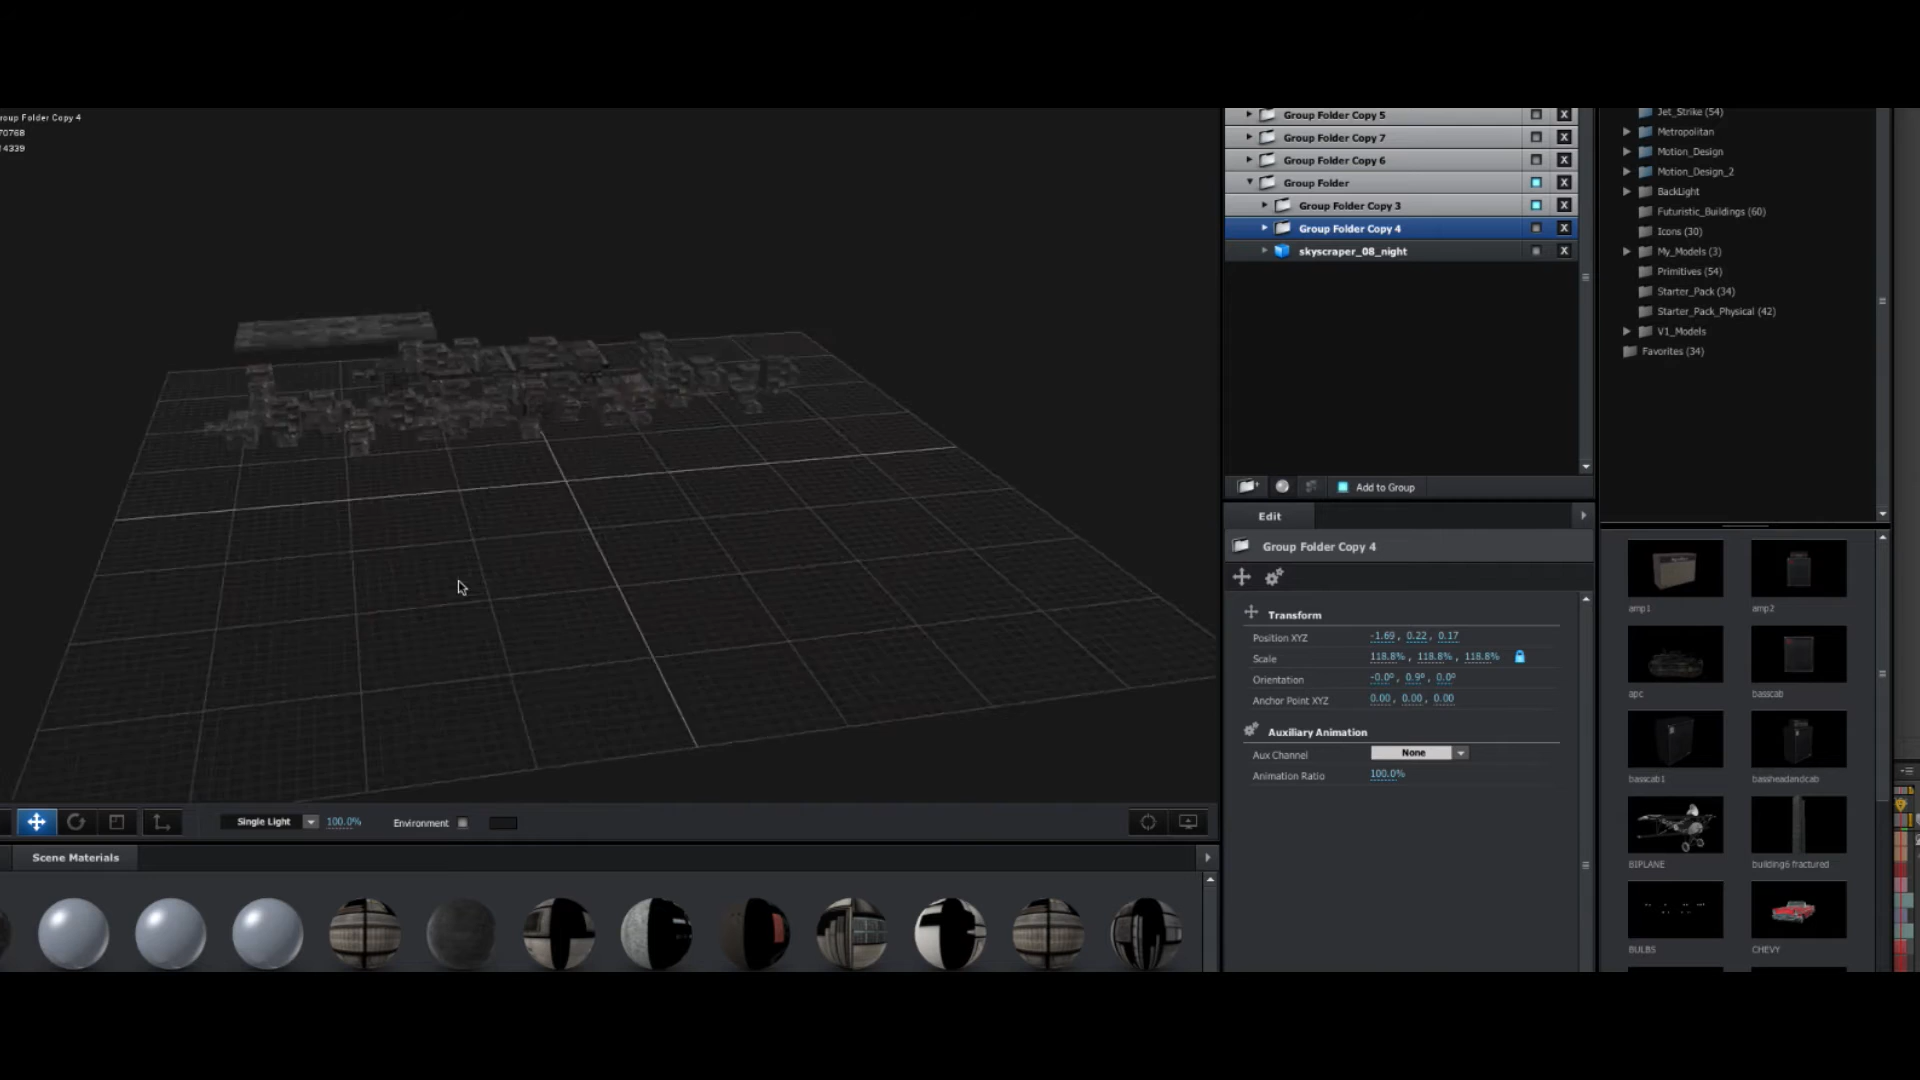 roup Folder Copy 4
70768
14339
Group Folder Copy 5
Group Folder Copy 7
Group Folder Copy 6
Group Folder
Group Folder Copy 3
Group Folder Copy 4
skyscraper_08_night
Add to Group
Edit
Group Folder Copy 4
Transform
Position XYZ -1.69, 0.22, 0.17
Scale 118.8%, 118.8%, 118.8%
Orientation -0.0°, 0.9°, 0.0°
Anchor Point XYZ 0.00, 0.00, 0.00
Auxiliary Animation
Aux Channel None
Animation Ratio 100.0%
Jet_Strike (54)
Metropolitan
Motion_Design
Motion_Design_2
BackLight
Futuristic_Buildings (60)
Icons (30)
My_Models (3)
Primitives (54)
Starter_Pack (34)
Starter_Pack_Physical (42)
V1_Models
Favorites (34)
amp1 amp2
apc basscab
basscab1 bassheadandcab
BIPLANE building6 fractured
BULBS CHEVY
Single Light 100.0% Environment
Scene Materials